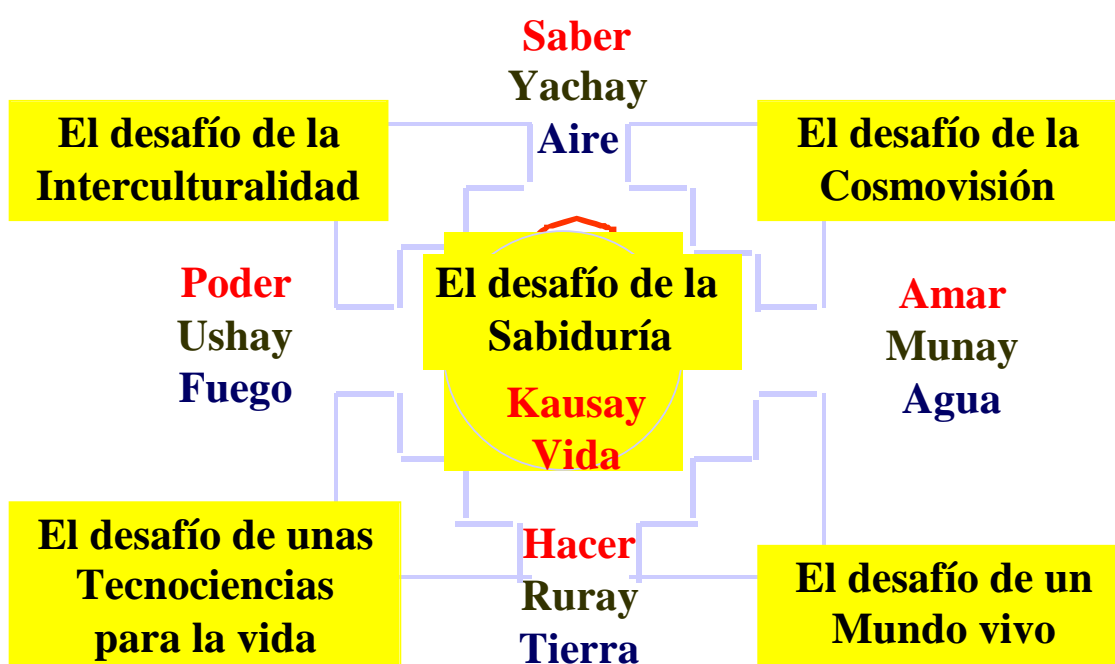 Saber
Yachay
Aire
El desafío de la
Interculturalidad
El desafío de la
Cosmovisión
Poder
Ushay
Fuego
El desafío de la
Sabiduría
Kausay
Vida
Amar
Munay
Agua
El desafío de unas
Tecnociencias
para la vida
Hacer
Ruray
Tierra
El desafío de un
Mundo vivo